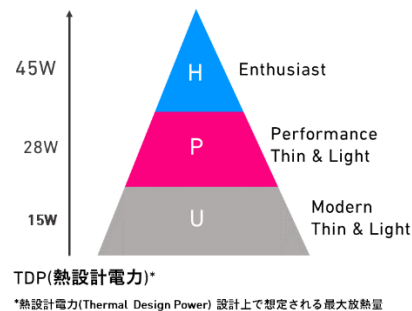 45W
H
Enthusiast
28W
P
Performance
Thin & Light
15W
U
Modern
Thin & Light
TDP(熱設計電力)*
*熱設計電力(Thermal Design Power) 設計上で想定される最大放熱量